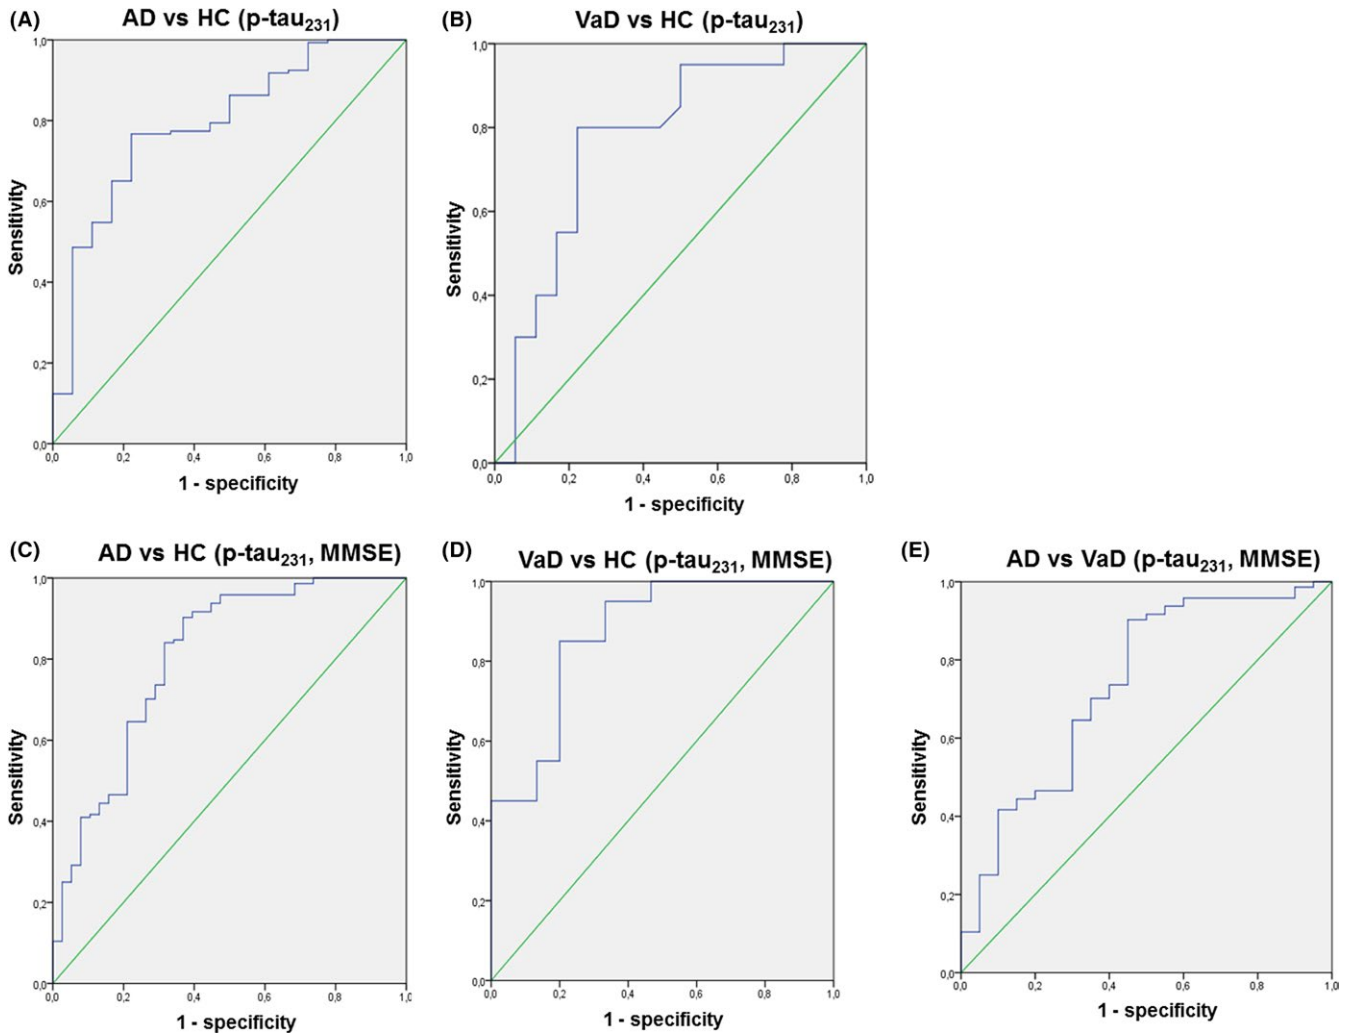 (A) AD vs HC (p-tau₂₃₁)
1,0
0,8
0,6
0,4
0,2
0,0
Sensitivity
0,0 0,2 0,4 0,6 0,8 1,0
1 - specificity
(B) VaD vs HC (p-tau₂₃₁)
1,0
0,8
0,6
0,4
0,2
0,0
Sensitivity
0,0 0,2 0,4 0,6 0,8 1,0
1 - specificity
(C) AD vs HC (p-tau₂₃₁, MMSE)
1,0
0,8
0,6
0,4
0,2
0,0
Sensitivity
0,0 0,2 0,4 0,6 0,8 1,0
1 - specificity
(D) VaD vs HC (p-tau₂₃₁, MMSE)
1,0
0,8
0,6
0,4
0,2
0,0
Sensitivity
0,0 0,2 0,4 0,6 0,8 1,0
1 - specificity
(E) AD vs VaD (p-tau₂₃₁, MMSE)
1,0
0,8
0,6
0,4
0,2
0,0
Sensitivity
0,0 0,2 0,4 0,6 0,8 1,0
1 - specificity